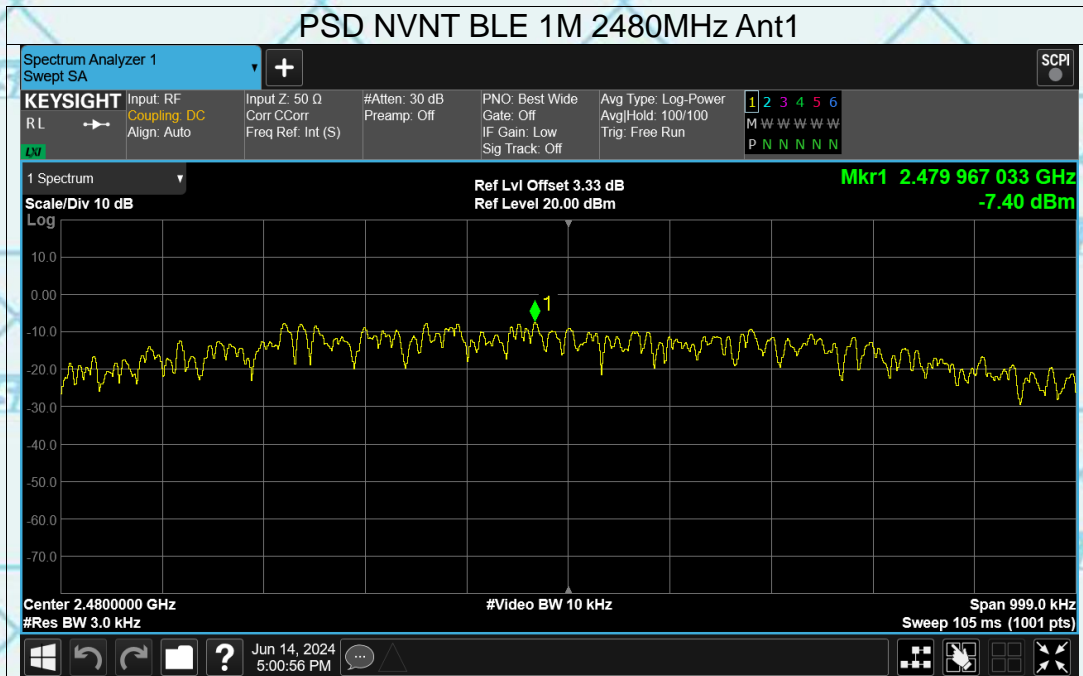 PSD NVNT BLE 1M 2480MHz Ant1
Spectrum Analyzer 1
Swept SA
+
SCPI
KEYSIGHT
R L
LXI
Input: RF
Coupling: DC
Align: Auto
Input Z: 50 Ω
Corr CCorr
Freq Ref: Int (S)
#Atten: 30 dB
Preamp: Off
PNO: Best Wide
Gate: Off
IF Gain: Low
Sig Track: Off
Avg Type: Log-Power
Avg|Hold: 100/100
Trig: Free Run
1 2 3 4 5 6
M W W W W W
P N N N N N
1 Spectrum
Scale/Div 10 dB
Ref Lvl Offset 3.33 dB
Ref Level 20.00 dBm
Mkr1 2.479 967 033 GHz
-7.40 dBm
Log
10.0
0.00
-10.0
-20.0
-30.0
-40.0
-50.0
-60.0
-70.0
1
Center 2.4800000 GHz
#Res BW 3.0 kHz
#Video BW 10 kHz
Span 999.0 kHz
Sweep 105 ms (1001 pts)
?
Jun 14, 2024
5:00:56 PM